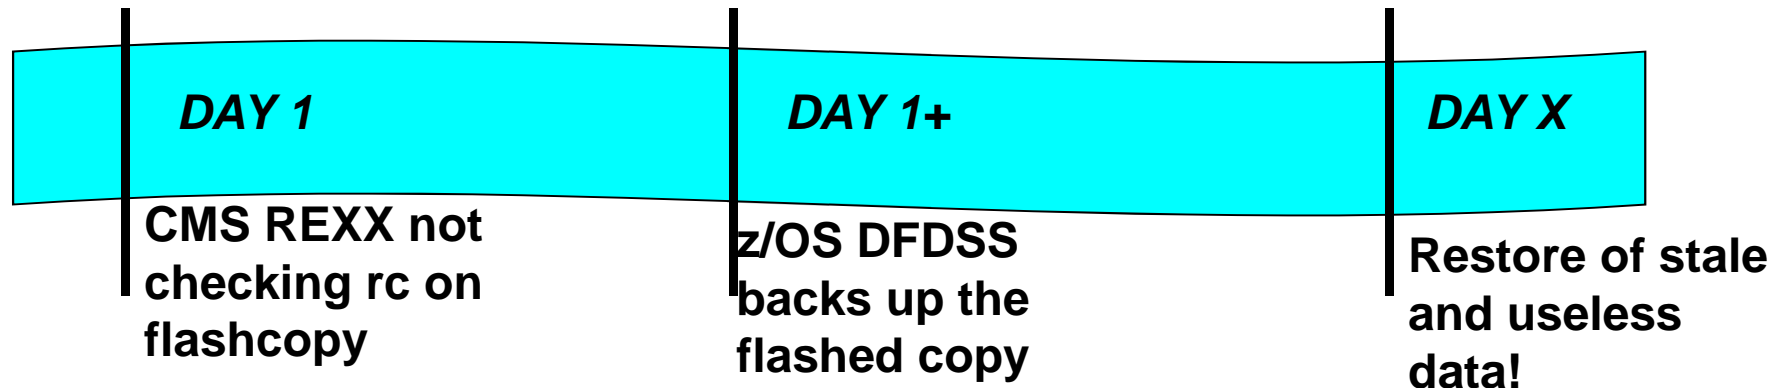 DAY 1
DAY 1+
DAY X
CMS REXX not
checking rc on
flashcopy
z/OS DFDSS
backs up the
flashed copy
Restore of stale
and useless
data!